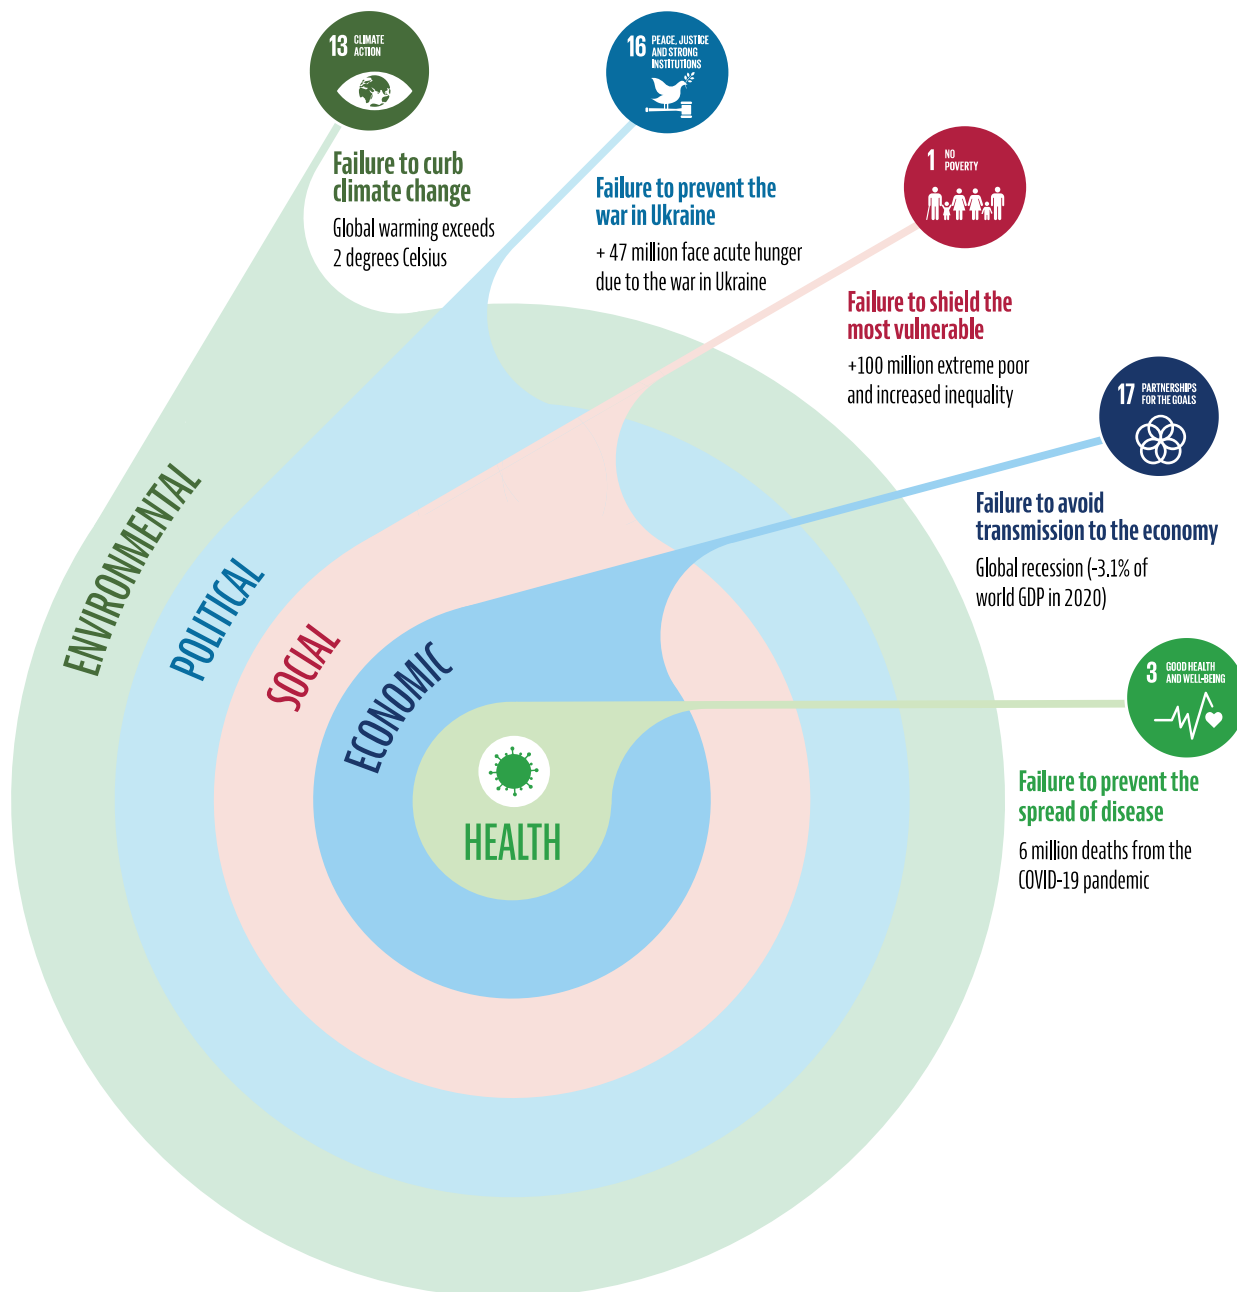 13 CLIMATE
ACTION
Failure to curb
climate change
Global warming exceeds
2 degrees Celsius
16 PEACE, JUSTICE
AND STRONG
INSTITUTIONS
Failure to prevent the
war in Ukraine
+ 47 million face acute hunger
due to the war in Ukraine
1 NO
POVERTY
Failure to shield the
most vulnerable
+100 million extreme poor
and increased inequality
17 PARTNERSHIPS
FOR THE GOALS
Failure to avoid
transmission to the economy
Global recession (-3.1% of
world GDP in 2020)
3 GOOD HEALTH
AND WELL-BEING
Failure to prevent the
spread of disease
6 million deaths from the
COVID-19 pandemic
ENVIRONMENTAL
POLITICAL
SOCIAL
ECONOMIC
HEALTH